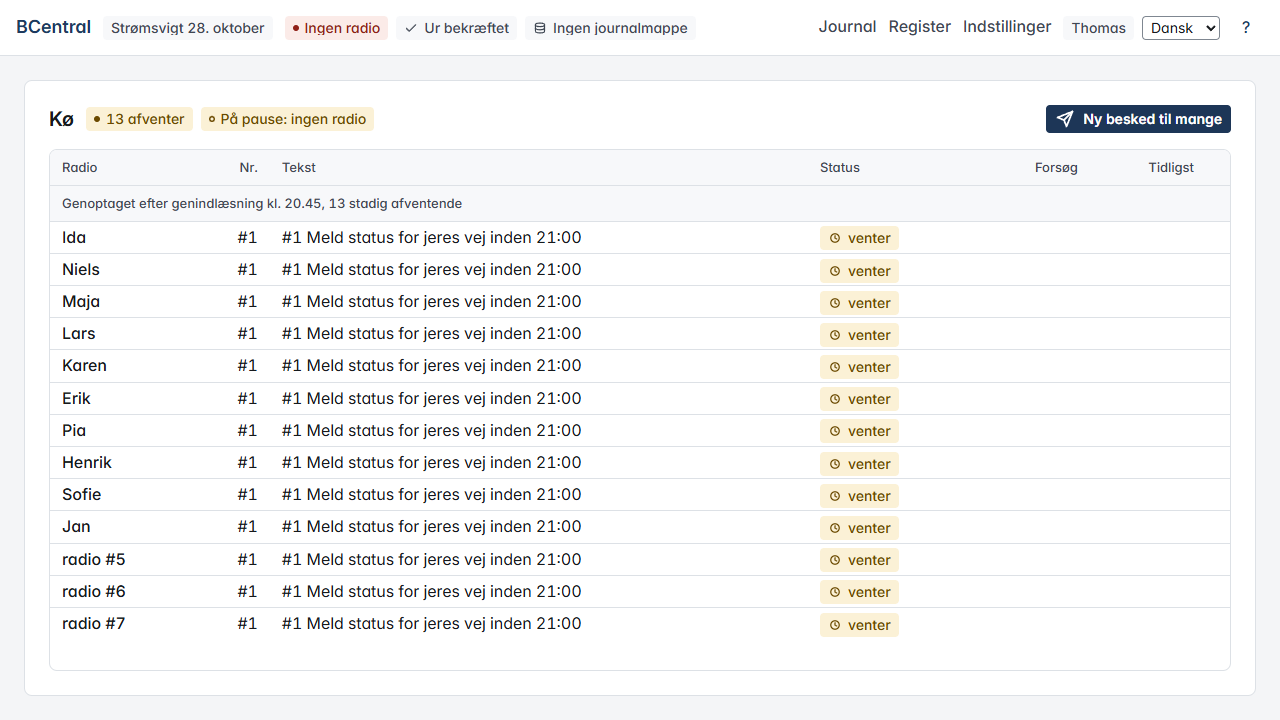 BCentral Strømsvigt 28. oktober Ingen radio Ur bekræftet Ingen journalmappe Journal Register Indstillinger Thomas Dansk ?
Kø 13 afventer På pause: ingen radio Ny besked til mange
Radio Nr. Tekst Status Forsøg Tidligst
Genoptaget efter genindlæsning kl. 20.45, 13 stadig afventende
Ida #1 #1 Meld status for jeres vej inden 21:00 venter
Niels #1 #1 Meld status for jeres vej inden 21:00 venter
Maja #1 #1 Meld status for jeres vej inden 21:00 venter
Lars #1 #1 Meld status for jeres vej inden 21:00 venter
Karen #1 #1 Meld status for jeres vej inden 21:00 venter
Erik #1 #1 Meld status for jeres vej inden 21:00 venter
Pia #1 #1 Meld status for jeres vej inden 21:00 venter
Henrik #1 #1 Meld status for jeres vej inden 21:00 venter
Sofie #1 #1 Meld status for jeres vej inden 21:00 venter
Jan #1 #1 Meld status for jeres vej inden 21:00 venter
radio #5 #1 #1 Meld status for jeres vej inden 21:00 venter
radio #6 #1 #1 Meld status for jeres vej inden 21:00 venter
radio #7 #1 #1 Meld status for jeres vej inden 21:00 venter